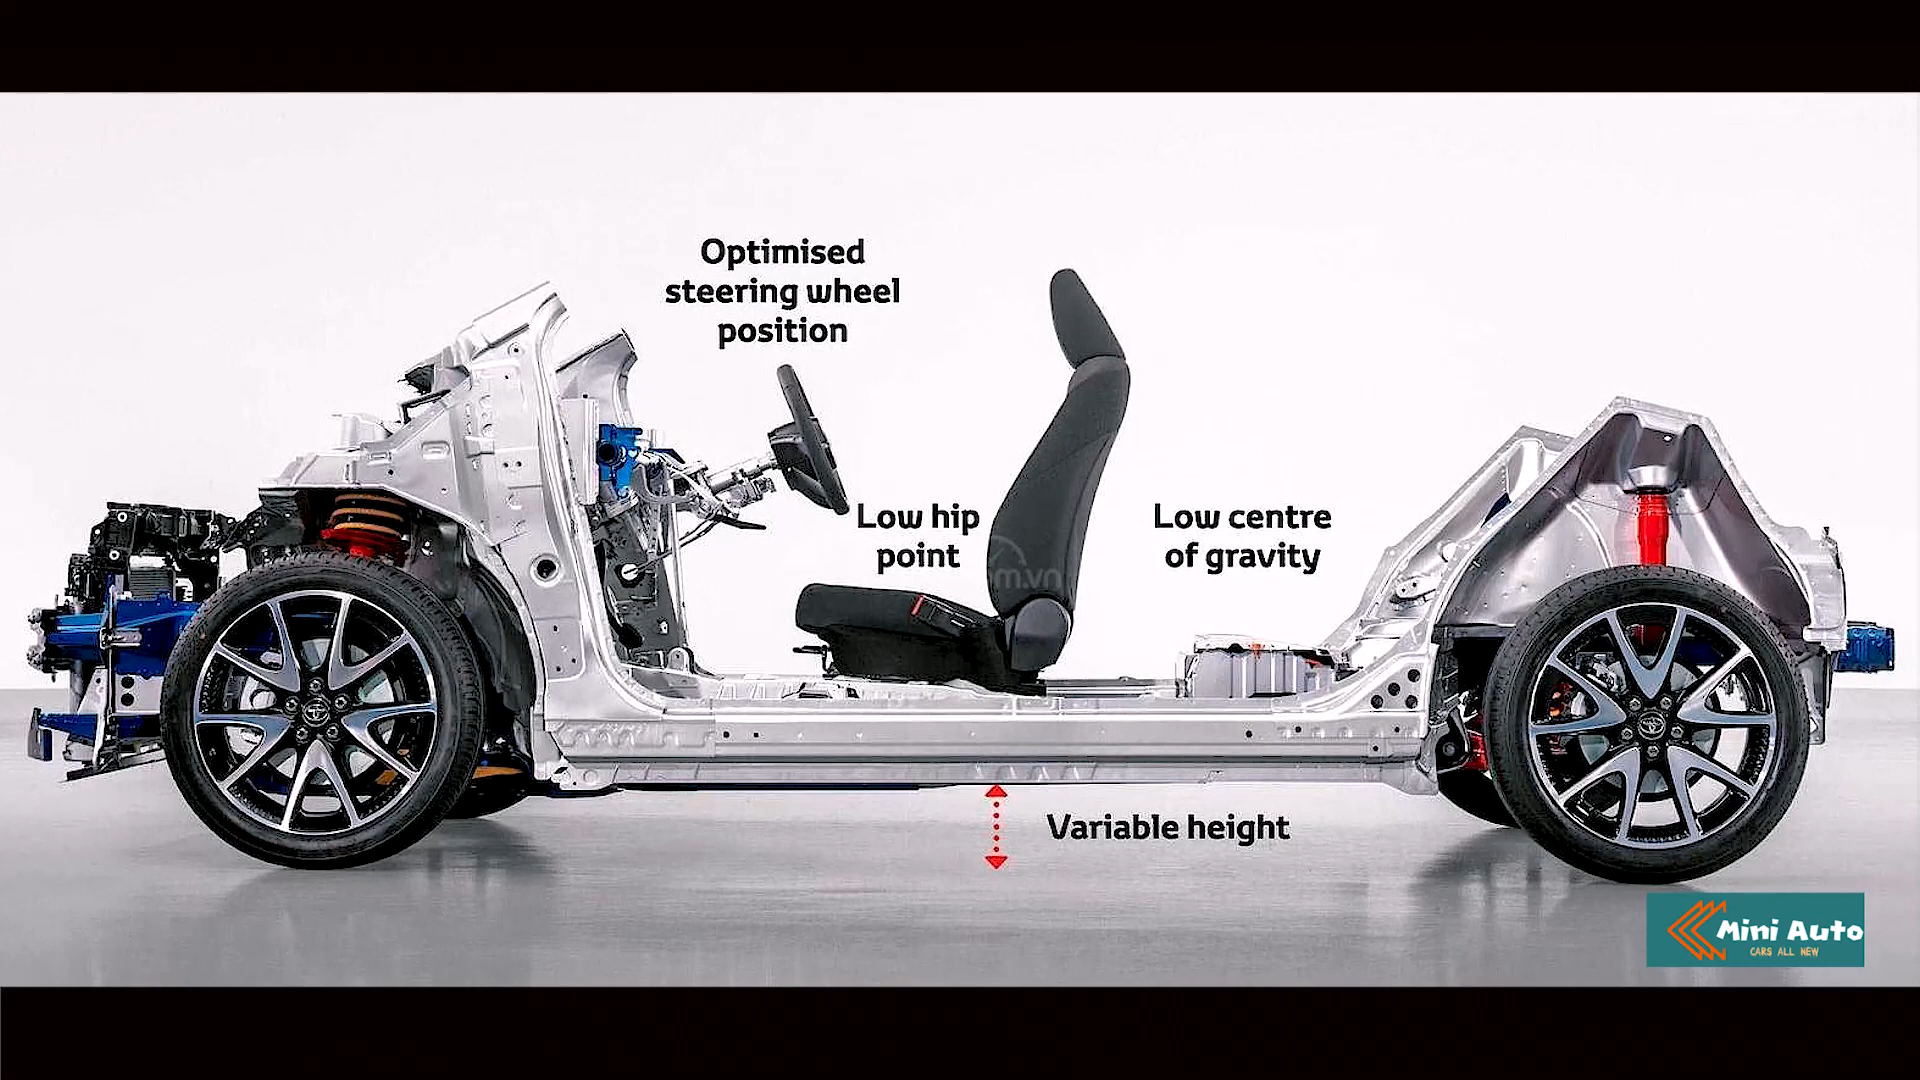 Optimised
steering wheel
position
Low hip
point
Low centre
of gravity
Variable height
Mini Auto
CARS ALL NEW